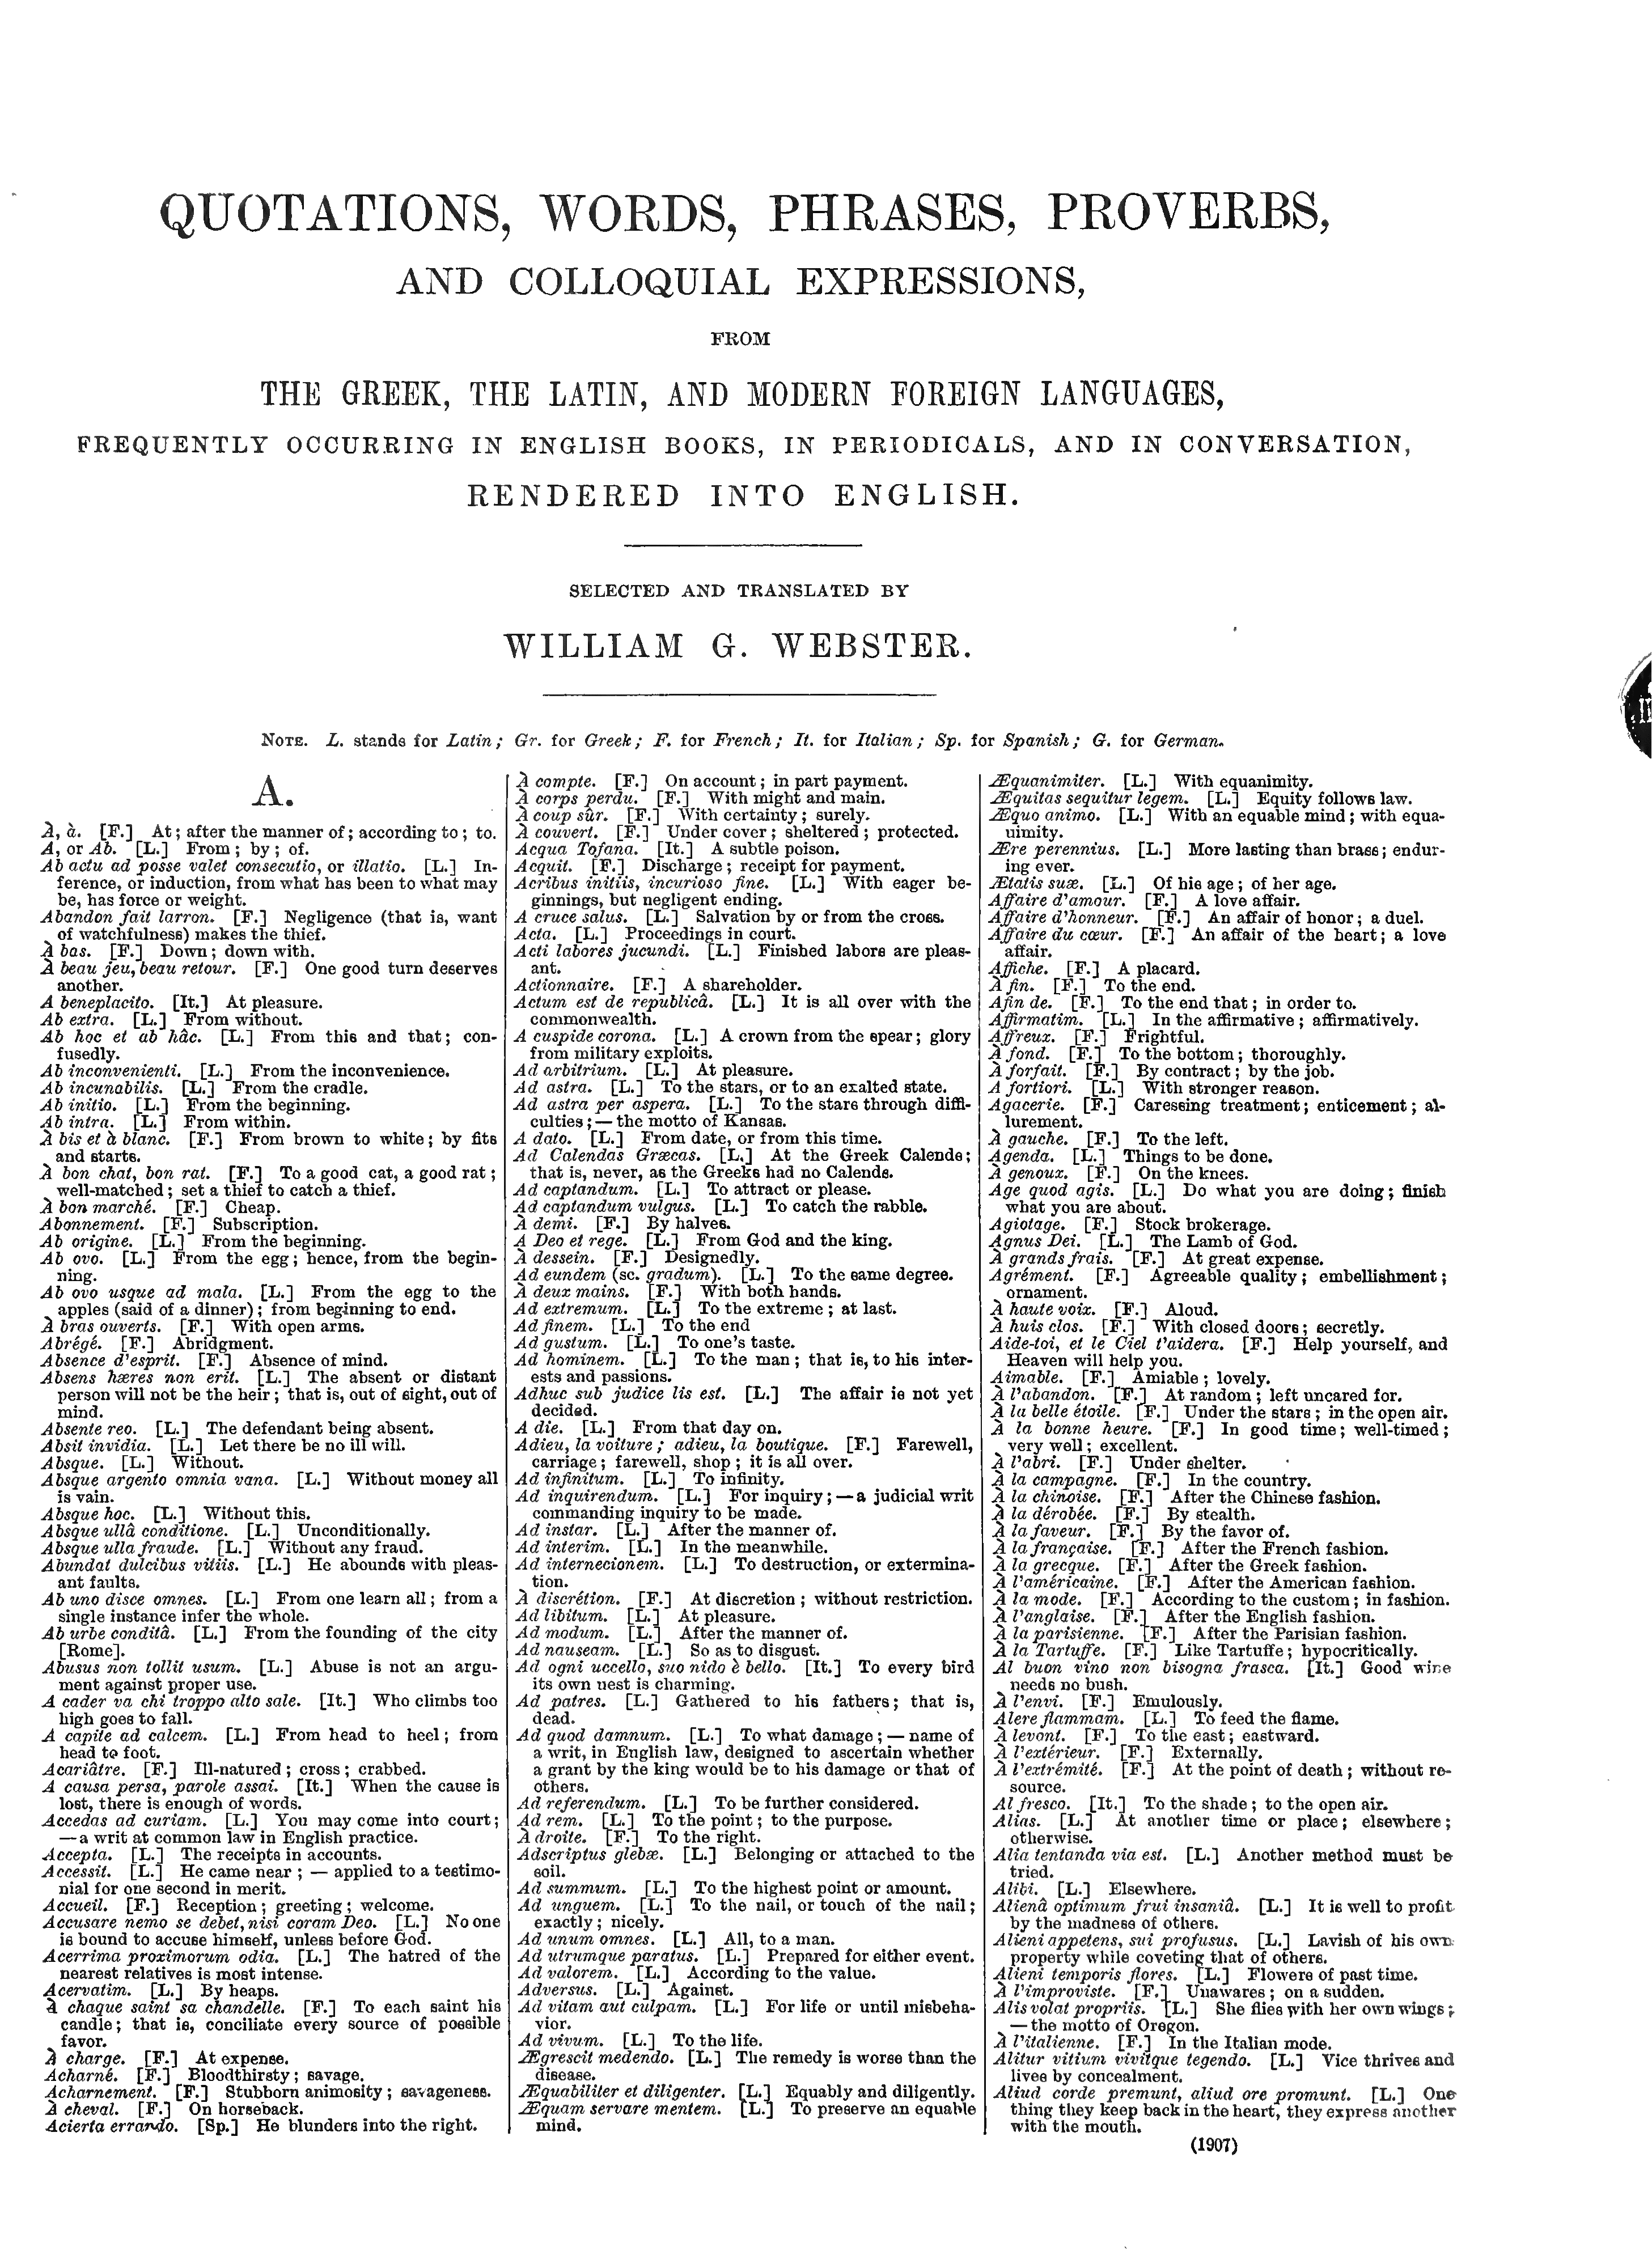 QUOTATIONS, WORDS, PHRASES, PROVERBS,
AND COLLOQUIAL EXPRESSIONS,
FROM
THE GREEK, THE LATIN, AND MODERN FOREIGN LANGUAGES,
FREQUENTLY OCCURRING IN ENGLISH BOOKS, IN PERIODICALS, AND IN CONVERSATION,
RENDERED INTO ENGLISH.
SELECTED AND TRANSLATED BY
WILLIAM G. WEBSTER.
NOTE. L. stands for Latin; Gr. for Greek; F. for French; It. for Italian; Sp. for Spanish; G. for German.
A.
À, à. [F.] At; after the manner of; according to; to.
A, or Ab. [L.] From; by; of.
Ab actu ad posse valet consecutio, or illatio. [L.] In-
ference, or induction, from what has been to what may
be, has force or weight.
Abandon fait larron. [F.] Negligence (that is, want
of watchfulness) makes the thief.
À bas. [F.] Down; down with.
À beau jeu, beau retour. [F.] One good turn deserves
another.
A beneplacito. [It.] At pleasure.
Ab extra. [L.] From without.
Ab hoc et ab hâc. [L.] From this and that; con-
fusedly.
Ab inconvenienti. [L.] From the inconvenience.
Ab incunabilis. [L.] From the cradle.
Ab initio. [L.] From the beginning.
Ab intra. [L.] From within.
À bis et à blanc. [F.] From brown to white; by fits
and starts.
À bon chat, bon rat. [F.] To a good cat, a good rat;
well-matched; set a thief to catch a thief.
À bon marché. [F.] Cheap.
Abonnement. [F.] Subscription.
Ab origine. [L.] From the beginning.
Ab ovo. [L.] From the egg; hence, from the begin-
ning.
Ab ovo usque ad mala. [L.] From the egg to the
apples (said of a dinner); from beginning to end.
À bras ouverts. [F.] With open arms.
Abrégé. [F.] Abridgment.
Absence d'esprit. [F.] Absence of mind.
Absens hæres non erit. [L.] The absent or distant
person will not be the heir; that is, out of sight, out of
mind.
Absente reo. [L.] The defendant being absent.
Absit invidia. [L.] Let there be no ill will.
Absque. [L.] Without.
Absque argento omnia vana. [L.] Without money all
is vain.
Absque hoc. [L.] Without this.
Absque ullâ conditione. [L.] Unconditionally.
Absque ulla fraude. [L.] Without any fraud.
Abundat dulcibus vitiis. [L.] He abounds with pleas-
ant faults.
Ab uno disce omnes. [L.] From one learn all; from a
single instance infer the whole.
Ab urbe conditâ. [L.] From the founding of the city
[Rome].
Abusus non tollit usum. [L.] Abuse is not an argu-
ment against proper use.
A cader va chi troppo alto sale. [It.] Who climbs too
high goes to fall.
A capite ad calcem. [L.] From head to heel; from
head to foot.
Acariâtre. [F.] Ill-natured; cross; crabbed.
A causa persa, parole assai. [It.] When the cause is
lost, there is enough of words.
Accedas ad curiam. [L.] You may come into court;
— a writ at common law in English practice.
Accepta. [L.] The receipts in accounts.
Accessit. [L.] He came near; — applied to a testimo-
nial for one second in merit.
Accueil. [F.] Reception; greeting; welcome.
Accusare nemo se debet, nisi coram Deo. [L.] No one
is bound to accuse himself, unless before God.
Acerrima proximorum odia. [L.] The hatred of the
nearest relatives is most intense.
Acervatim. [L.] By heaps.
À chaque saint sa chandelle. [F.] To each saint his
candle; that is, conciliate every source of possible
favor.
À charge. [F.] At expense.
Acharné. [F.] Bloodthirsty; savage.
Acharnement. [F.] Stubborn animosity; savageness.
À cheval. [F.] On horseback.
Acierta errando. [Sp.] He blunders into the right.
À compte. [F.] On account; in part payment.
À corps perdu. [F.] With might and main.
À coup sûr. [F.] With certainty; surely.
À couvert. [F.] Under cover; sheltered; protected.
Acqua Tofana. [It.] A subtle poison.
Acquit. [F.] Discharge; receipt for payment.
Acribus initiis, incurioso fine. [L.] With eager be-
ginnings, but negligent ending.
A cruce salus. [L.] Salvation by or from the cross.
Acta. [L.] Proceedings in court.
Acti labores jucundi. [L.] Finished labors are pleas-
ant.
Actionnaire. [F.] A shareholder.
Actum est de republicâ. [L.] It is all over with the
commonwealth.
A cuspide corona. [L.] A crown from the spear; glory
from military exploits.
Ad arbitrium. [L.] At pleasure.
Ad astra. [L.] To the stars, or to an exalted state.
Ad astra per aspera. [L.] To the stars through diffi-
culties; — the motto of Kansas.
A dato. [L.] From date, or from this time.
Ad Calendas Græcas. [L.] At the Greek Calends;
that is, never, as the Greeks had no Calends.
Ad captandum. [L.] To attract or please.
Ad captandum vulgus. [L.] To catch the rabble.
À demi. [F.] By halves.
A Deo et rege. [L.] From God and the king.
À dessein. [F.] Designedly.
Ad eundem (sc. gradum). [L.] To the same degree.
À deux mains. [F.] With both hands.
Ad extremum. [L.] To the extreme; at last.
Ad finem. [L.] To the end
Ad gustum. [L.] To one's taste.
Ad hominem. [L.] To the man; that is, to his inter-
ests and passions.
Adhuc sub judice lis est. [L.] The affair is not yet
decided.
A die. [L.] From that day on.
Adieu, la voiture; adieu, la boutique. [F.] Farewell,
carriage; farewell, shop; it is all over.
Ad infinitum. [L.] To infinity.
Ad inquirendum. [L.] For inquiry; — a judicial writ
commanding inquiry to be made.
Ad instar. [L.] After the manner of.
Ad interim. [L.] In the meanwhile.
Ad internecionem. [L.] To destruction, or extermina-
tion.
À discrétion. [F.] At discretion; without restriction.
Ad libitum. [L.] At pleasure.
Ad modum. [L.] After the manner of.
Ad nauseam. [L.] So as to disgust.
Ad ogni uccello, suo nido è bello. [It.] To every bird
its own nest is charming.
Ad patres. [L.] Gathered to his fathers; that is,
dead.
Ad quod damnum. [L.] To what damage; — name of
a writ, in English law, designed to ascertain whether
a grant by the king would be to his damage or that of
others.
Ad referendum. [L.] To be further considered.
Ad rem. [L.] To the point; to the purpose.
À droite. [F.] To the right.
Adscriptus glebæ. [L.] Belonging or attached to the
soil.
Ad summum. [L.] To the highest point or amount.
Ad unguem. [L.] To the nail, or touch of the nail;
exactly; nicely.
Ad unum omnes. [L.] All, to a man.
Ad utrumque paratus. [L.] Prepared for either event.
Ad valorem. [L.] According to the value.
Adversus. [L.] Against.
Ad vitam aut culpam. [L.] For life or until misbeha-
vior.
Ad vivum. [L.] To the life.
Ægrescit medendo. [L.] The remedy is worse than the
disease.
Æquabiliter et diligenter. [L.] Equably and diligently.
Æquam servare mentem. [L.] To preserve an equable
mind.
Æquanimiter. [L.] With equanimity.
Æquitas sequitur legem. [L.] Equity follows law.
Æquo animo. [L.] With an equable mind; with equa-
nimity.
Ære perennius. [L.] More lasting than brass; endur-
ing ever.
Ætatis suæ. [L.] Of his age; of her age.
Affaire d'amour. [F.] A love affair.
Affaire d'honneur. [F.] An affair of honor; a duel.
Affaire du cœur. [F.] An affair of the heart; a love
affair.
Affiche. [F.] A placard.
À fin. [F.] To the end.
Afin de. [F.] To the end that; in order to.
Affirmatim. [L.] In the affirmative; affirmatively.
Affreux. [F.] Frightful.
À fond. [F.] To the bottom; thoroughly.
À forfait. [F.] By contract; by the job.
A fortiori. [L.] With stronger reason.
Agacerie. [F.] Caressing treatment; enticement; al-
lurement.
À gauche. [F.] To the left.
Agenda. [L.] Things to be done.
À genoux. [F.] On the knees.
Age quod agis. [L.] Do what you are doing; finish
what you are about.
Agiotage. [F.] Stock brokerage.
Agnus Dei. [L.] The Lamb of God.
À grands frais. [F.] At great expense.
Agrément. [F.] Agreeable quality; embellishment;
ornament.
À haute voix. [F.] Aloud.
À huis clos. [F.] With closed doors; secretly.
Aide-toi, et le Ciel t'aidera. [F.] Help yourself, and
Heaven will help you.
Aimable. [F.] Amiable; lovely.
À l'abandon. [F.] At random; left uncared for.
À la belle étoile. [F.] Under the stars; in the open air.
À la bonne heure. [F.] In good time; well-timed;
very well; excellent.
À l'abri. [F.] Under shelter.
À la campagne. [F.] In the country.
À la chinoise. [F.] After the Chinese fashion.
À la dérobée. [F.] By stealth.
À la faveur. [F.] By the favor of.
À la française. [F.] After the French fashion.
À la grecque. [F.] After the Greek fashion.
À l'américaine. [F.] After the American fashion.
À la mode. [F.] According to the custom; in fashion.
À l'anglaise. [F.] After the English fashion.
À la parisienne. [F.] After the Parisian fashion.
À la Tartuffe. [F.] Like Tartuffe; hypocritically.
Al buon vino non bisogna frasca. [It.] Good wine
needs no bush.
À l'envi. [F.] Emulously.
Alere flammam. [L.] To feed the flame.
À levont. [F.] To the east; eastward.
À l'extérieur. [F.] Externally.
À l'extrémité. [F.] At the point of death; without re-
source.
Al fresco. [It.] To the shade; to the open air.
Alias. [L.] At another time or place; elsewhere;
otherwise.
Alia tentanda via est. [L.] Another method must be
tried.
Alibi. [L.] Elsewhere.
Alienâ optimum frui insaniâ. [L.] It is well to profit
by the madness of others.
Alieni appetens, sui profusus. [L.] Lavish of his own
property while coveting that of others.
Alieni temporis flores. [L.] Flowers of past time.
À l'improviste. [F.] Unawares; on a sudden.
Alis volat propriis. [L.] She flies with her own wings;
— the motto of Oregon.
À l'italienne. [F.] In the Italian mode.
Alitur vitium vivitque tegendo. [L.] Vice thrives and
lives by concealment.
Aliud corde premunt, aliud ore promunt. [L.] One
thing they keep back in the heart, they express another
with the mouth.
(1907)